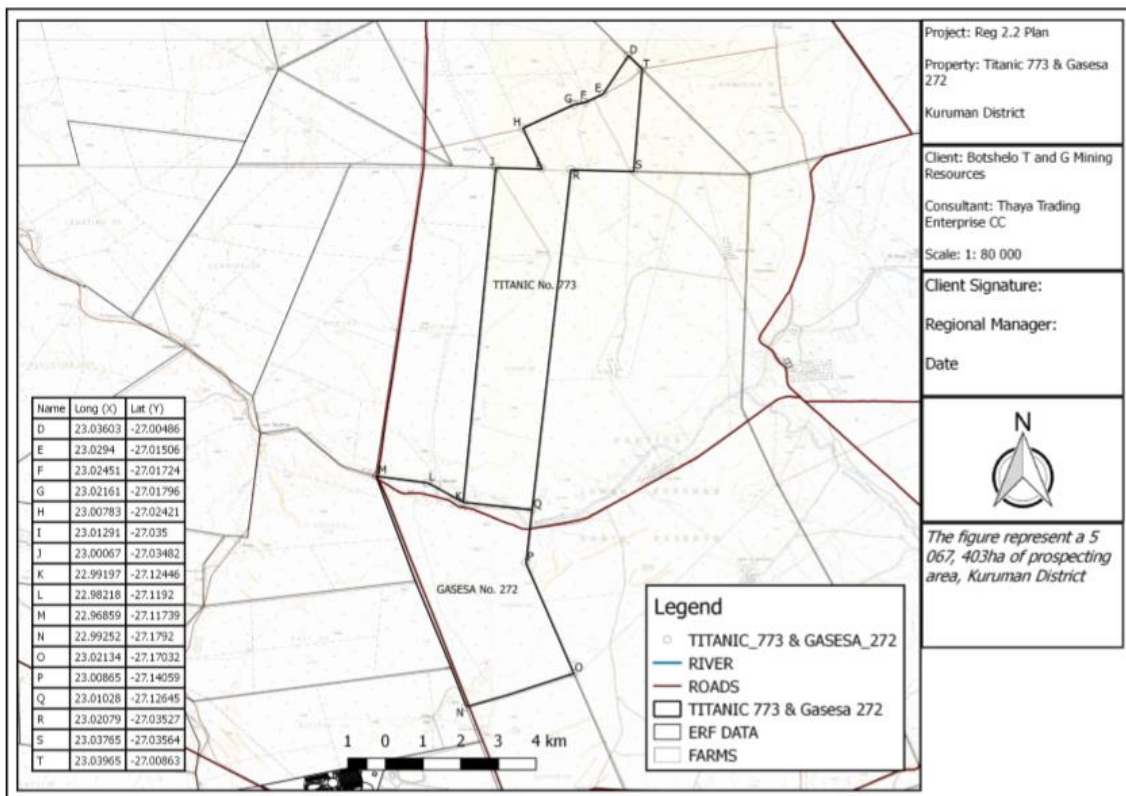 D
T
E
F
G
H
J
R
S
TITANIC No. 773
M
L
K
Q
P
GASESA No. 272
O
N
Name Long (X) Lat (Y)
D 23.03603 -27.00486
E 23.0294 -27.01506
F 23.02451 -27.01724
G 23.02161 -27.01796
H 23.00783 -27.02421
I 23.01291 -27.035
J 23.00067 -27.03482
K 22.99197 -27.12446
L 22.98218 -27.1192
M 22.96859 -27.11739
N 22.99252 -27.1792
O 23.02134 -27.17032
P 23.00865 -27.14059
Q 23.01028 -27.12645
R 23.02079 -27.03527
S 23.03765 -27.03564
T 23.03965 -27.00863
1 0 1 2 3 4 km
Legend
TITANIC_773 & GASESA_272
RIVER
ROADS
TITANIC 773 & Gasesa 272
ERF DATA
FARMS
Project: Reg 2.2 Plan
Property: Titanic 773 & Gasesa
272
Kuruman District
Client: Botshelo T and G Mining
Resources
Consultant: Thaya Trading
Enterprise CC
Scale: 1: 80 000
Client Signature:
Regional Manager:
Date
N
The figure represent a 5
067, 403ha of prospecting
area, Kuruman District